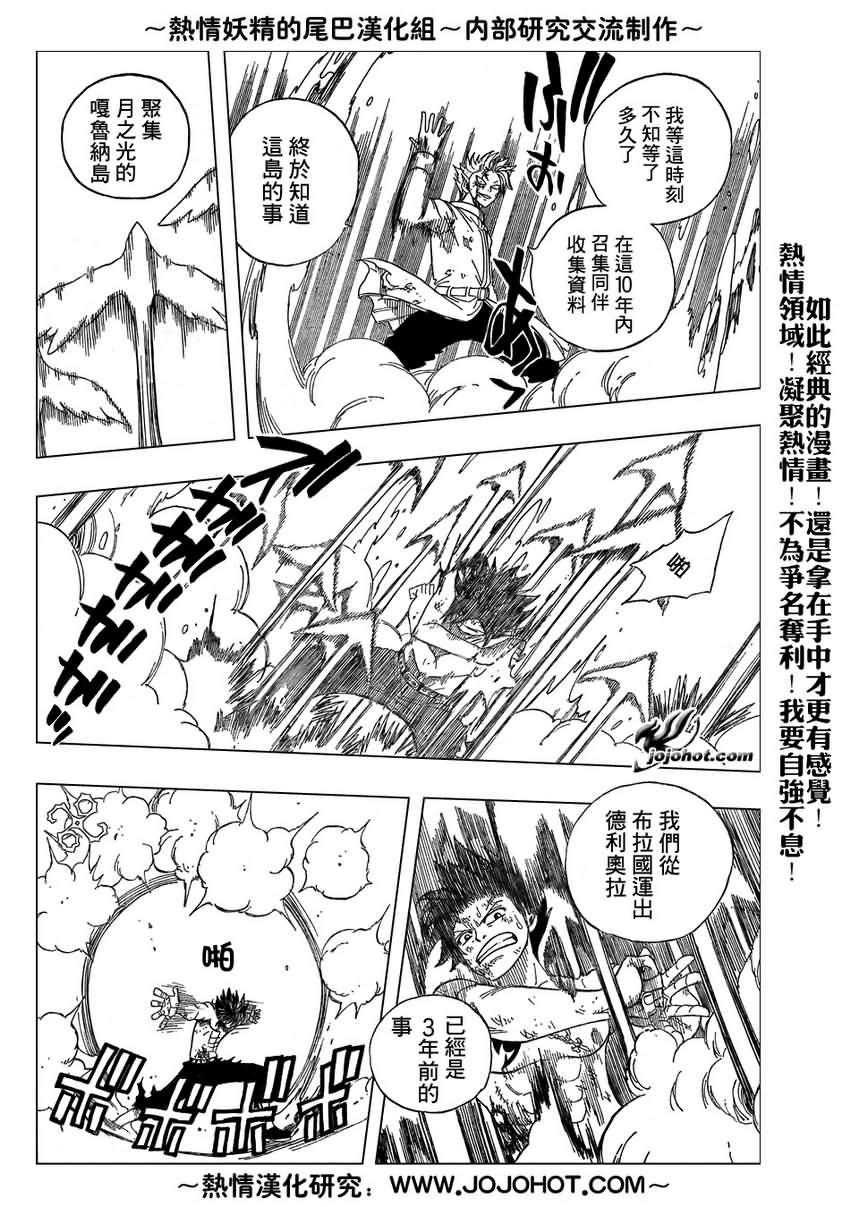 ～熱情妖精的尾巴漢化組～内部研究交流制作～
我等這時刻
不知等了
多久了
在這10年內
召集同伴
收集資料
終於知道
這島的事
聚集
月之光的
嘎魯納島
jojohot.com
我們從
布拉國運出
德利奧拉
已經是
3年前的
事
啪
如此經典的漫畫！還是拿在手中才更有感覺！
熱情領域！凝聚熱情！不為爭名奪利！我要自強不息！
～熱情漢化研究：WWW.JOJOHOT.COM～